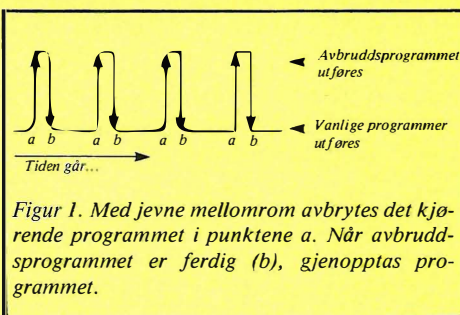 Avbruddsprogrammet
utføres
Vanlige programmer
utføres
a b a b a b a b
Tiden går...
Figur 1. Med jevne mellomrom avbrytes det kjø-
rende programmet i punktene a. Når avbrudd-
sprogrammet er ferdig (b), gjenopptas pro-
grammet.